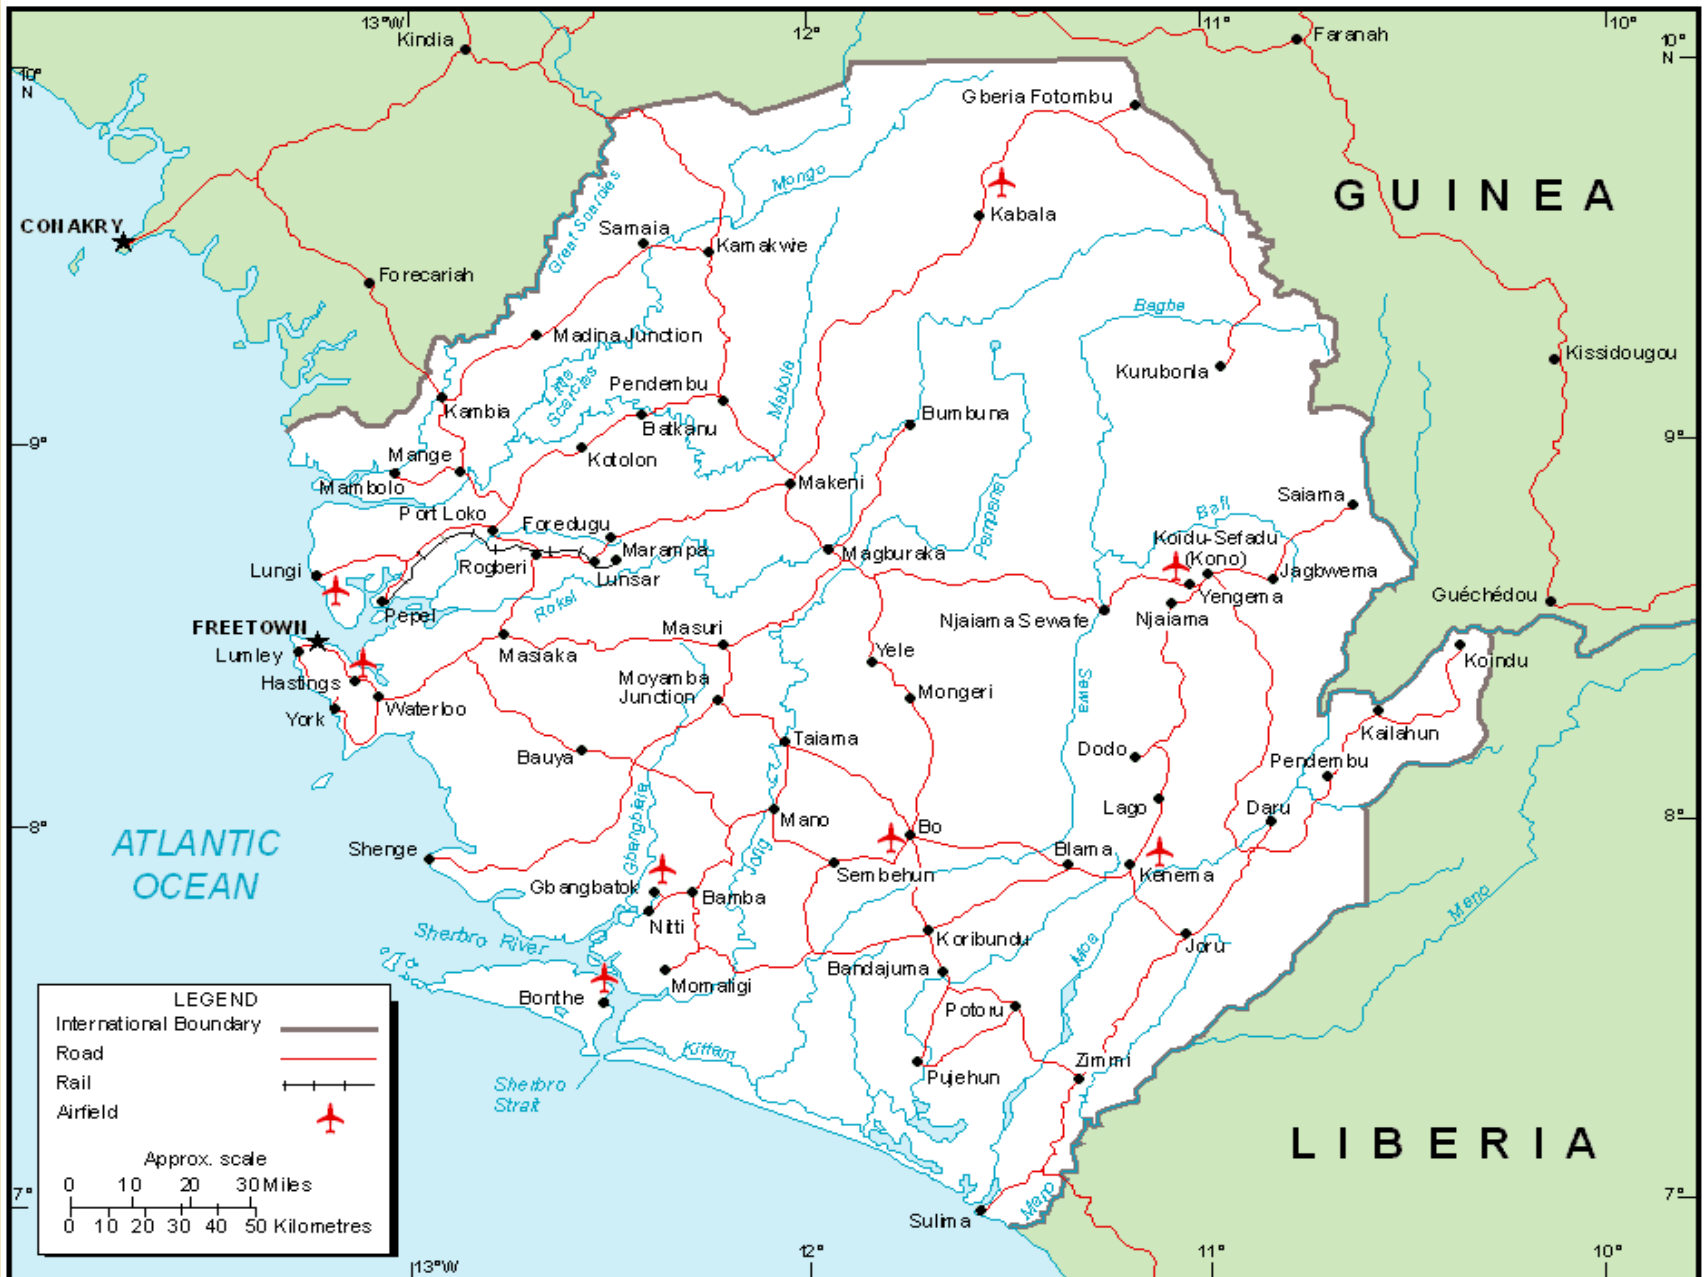 13°W
12°
11°
10°
Kindia
Faranah
10°
N
10°
N
Gberia Fotombu
GUINEA
Mongo
Great Scarcies
Kabala
CONAKRY
Samaia
Kamakwie
Forecariah
Bagbe
Madina Junction
Kissidougou
Kurubonla
Little
Scarcies
Mabole
Pendembu
Kambia
Bumbuna
Batkanu
9°
9°
Kotolon
Mange
Mambolo
Makeni
Saiama
Port Loko
Foredugu
Pampana
Bafi
Koidu-Sefadu
(Kono)
Marampa
Magburaka
Rogberi
Lunsar
Lungi
Jagbwema
Yengema
Guéchédou
Pepel
Rokel
Njaiama Sewafe
Njaiama
FREETOWN
Masuri
Lumley
Masiaka
Yele
Koindu
Hastings
Moyamba
Junction
Mongeri
Sewa
York
Waterloo
Kailahun
Taiama
Dodo
Bauya
Pendembu
Gbangbaia
Lago
Daru
Mano
8°
Bo
8°
ATLANTIC
OCEAN
Shenge
Jong
Blama
Sembehun
Kenema
Gbangbatok
Bamba
Nitti
Meno
Sherbro River
Koribundu
Moa
Joru
Bandajuma
Momaligi
Bonthe
Potoru
LEGEND
International Boundary
Road
Rail
Airfield
Kittam
Zimmi
Pujehun
Sherbro
Strait
LIBERIA
Approx. scale
0 10 20 30 Miles
0 10 20 30 40 50 Kilometres
7°
7°
Meno
Sulima
13°W
12°
11°
10°